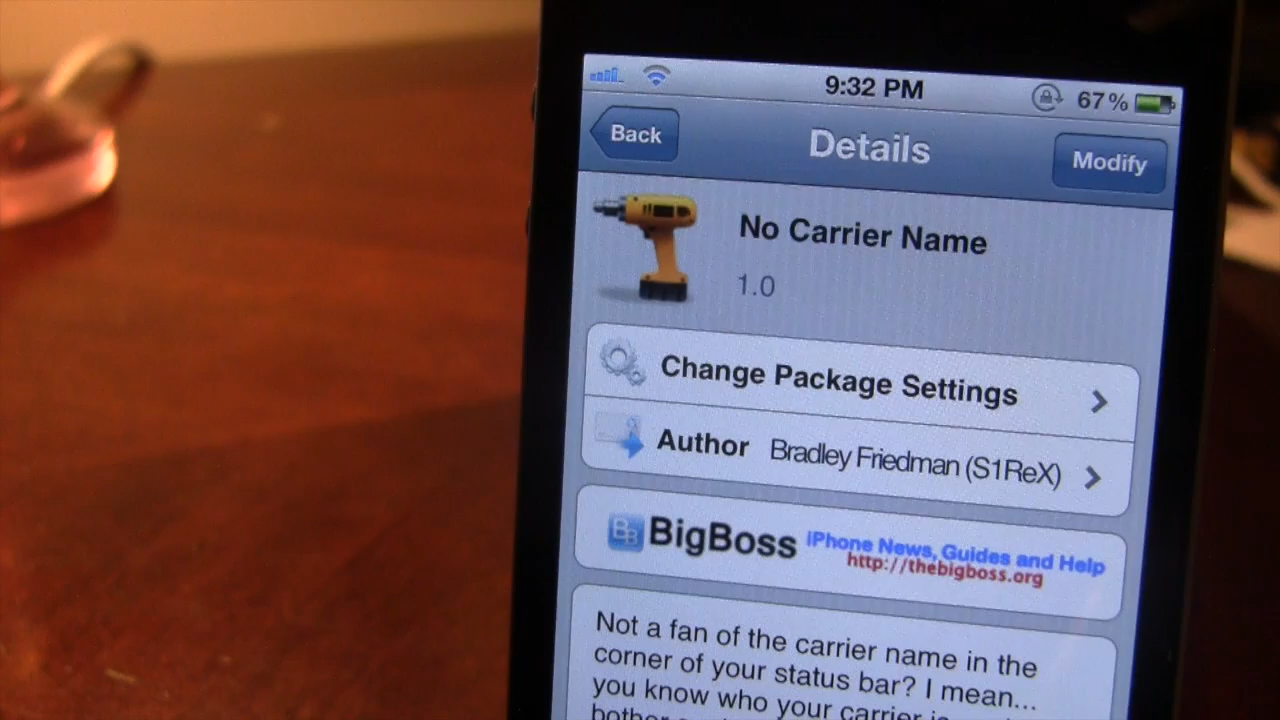 9:32 PM 67%
Back Details Modify
No Carrier Name
1.0
Change Package Settings
Author Bradley Friedman (S1ReX)
BB BigBoss iPhone News, Guides and Help
http://thebigboss.org
Not a fan of the carrier name in the
corner of your status bar? I mean...
you know who your carrier